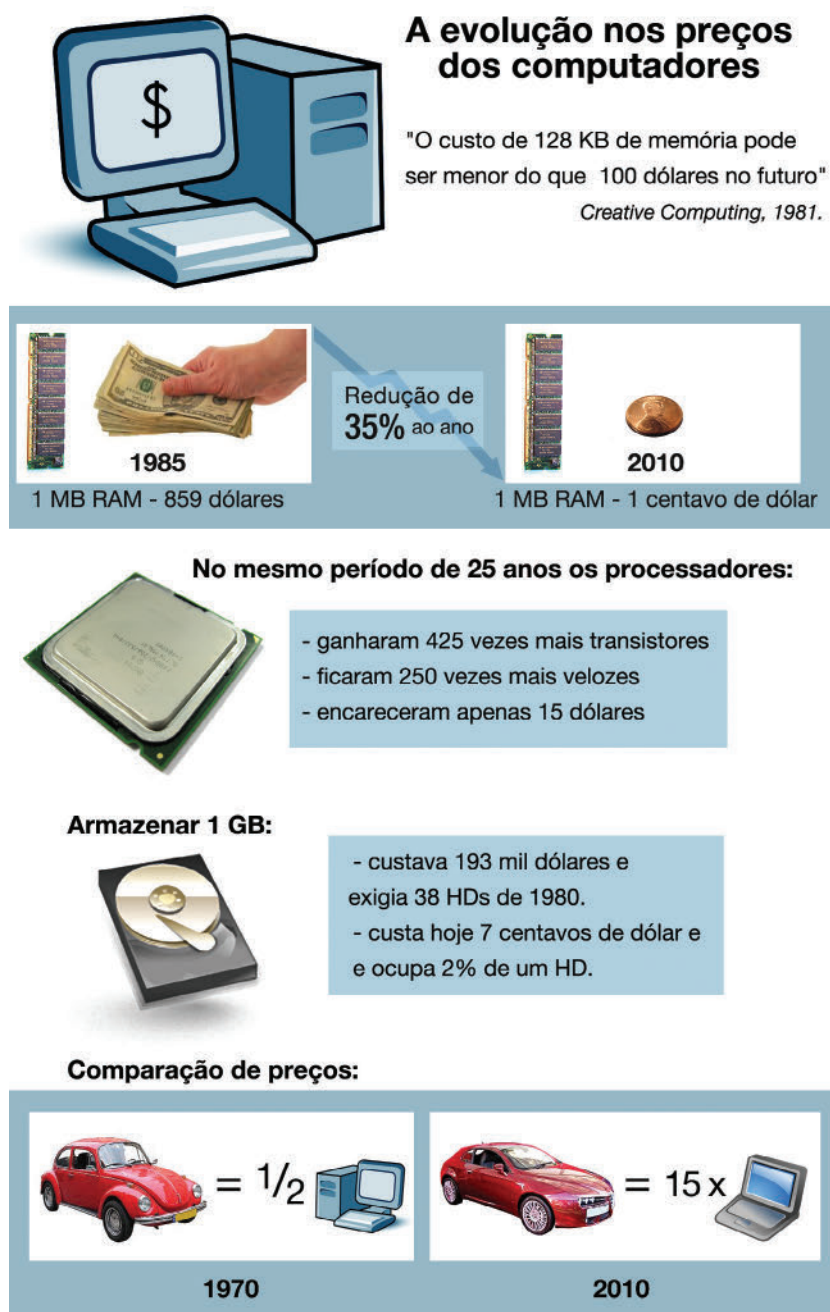 A evolução nos preços
dos computadores
$
"O custo de 128 KB de memória pode
ser menor do que 100 dólares no futuro"
Creative Computing, 1981.
Redução de
35% ao ano
1985
1 MB RAM - 859 dólares
2010
1 MB RAM - 1 centavo de dólar
No mesmo período de 25 anos os processadores:
- ganharam 425 vezes mais transistores
- ficaram 250 vezes mais velozes
- encareceram apenas 15 dólares
Armazenar 1 GB:
- custava 193 mil dólares e
exigia 38 HDs de 1980.
- custa hoje 7 centavos de dólar e
e ocupa 2% de um HD.
Comparação de preços:
= 1/2
1970
= 15 x
2010